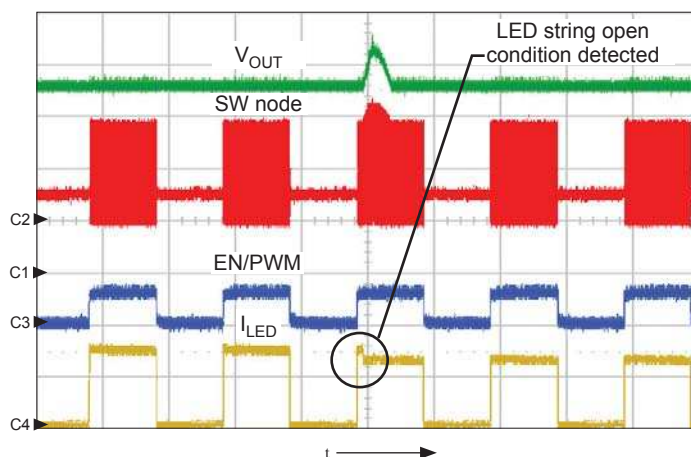 LED string open
condition detected
VOUT
SW node
C2
C1
EN/PWM
C3
ILED
C4
t